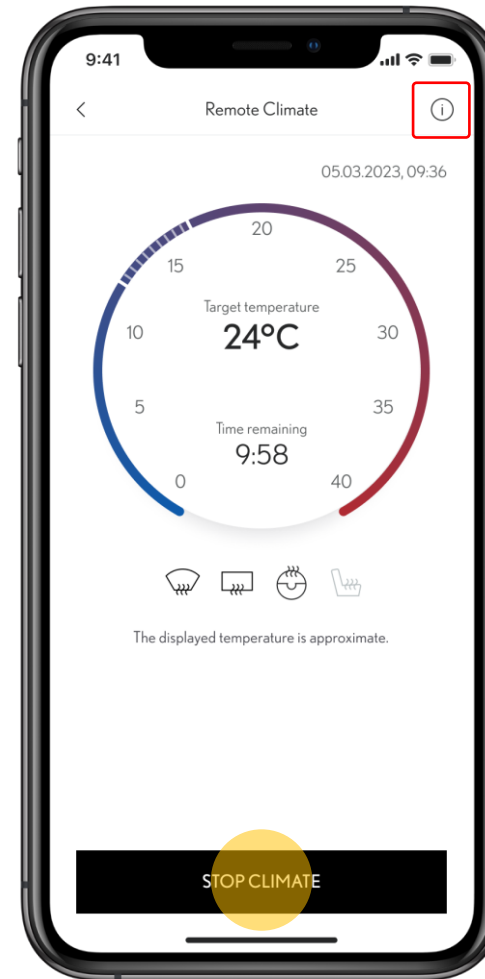 9:41
Remote Climate
i
05.03.2023, 09:36
20
15
25
Target temperature
24°C
10
30
5
35
Time remaining
9:58
0
40
The displayed temperature is approximate.
STOP CLIMATE